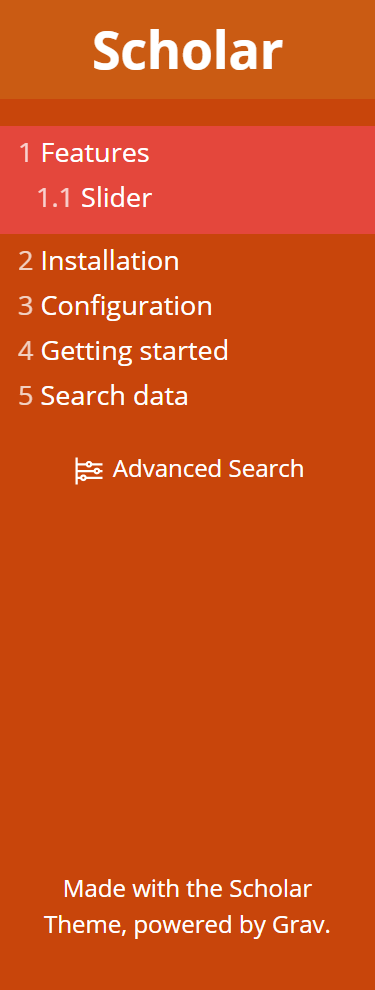 Scholar
1 Features
1.1 Slider
2 Installation
3 Configuration
4 Getting started
5 Search data
Advanced Search
Made with the Scholar
Theme, powered by Grav.